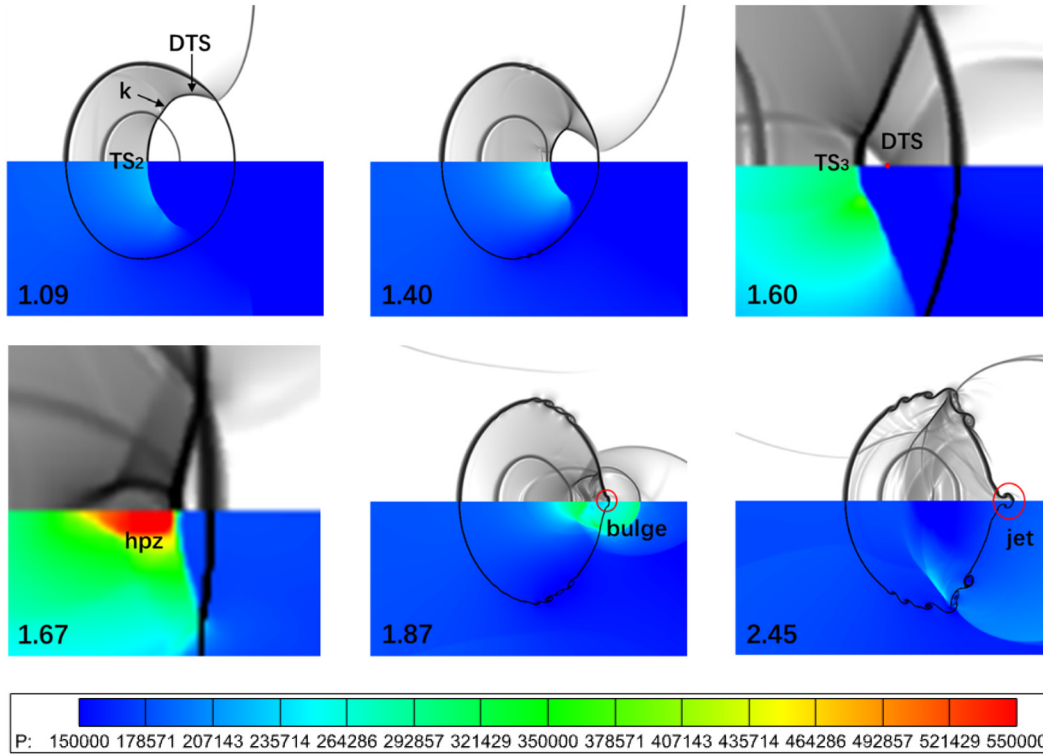 DTS
k
TS2
1.09
1.40
DTS
TS3
1.60
hpz
1.67
bulge
1.87
jet
2.45
P: 150000 178571 207143 235714 264286 292857 321429 350000 378571 407143 435714 464286 492857 521429 550000